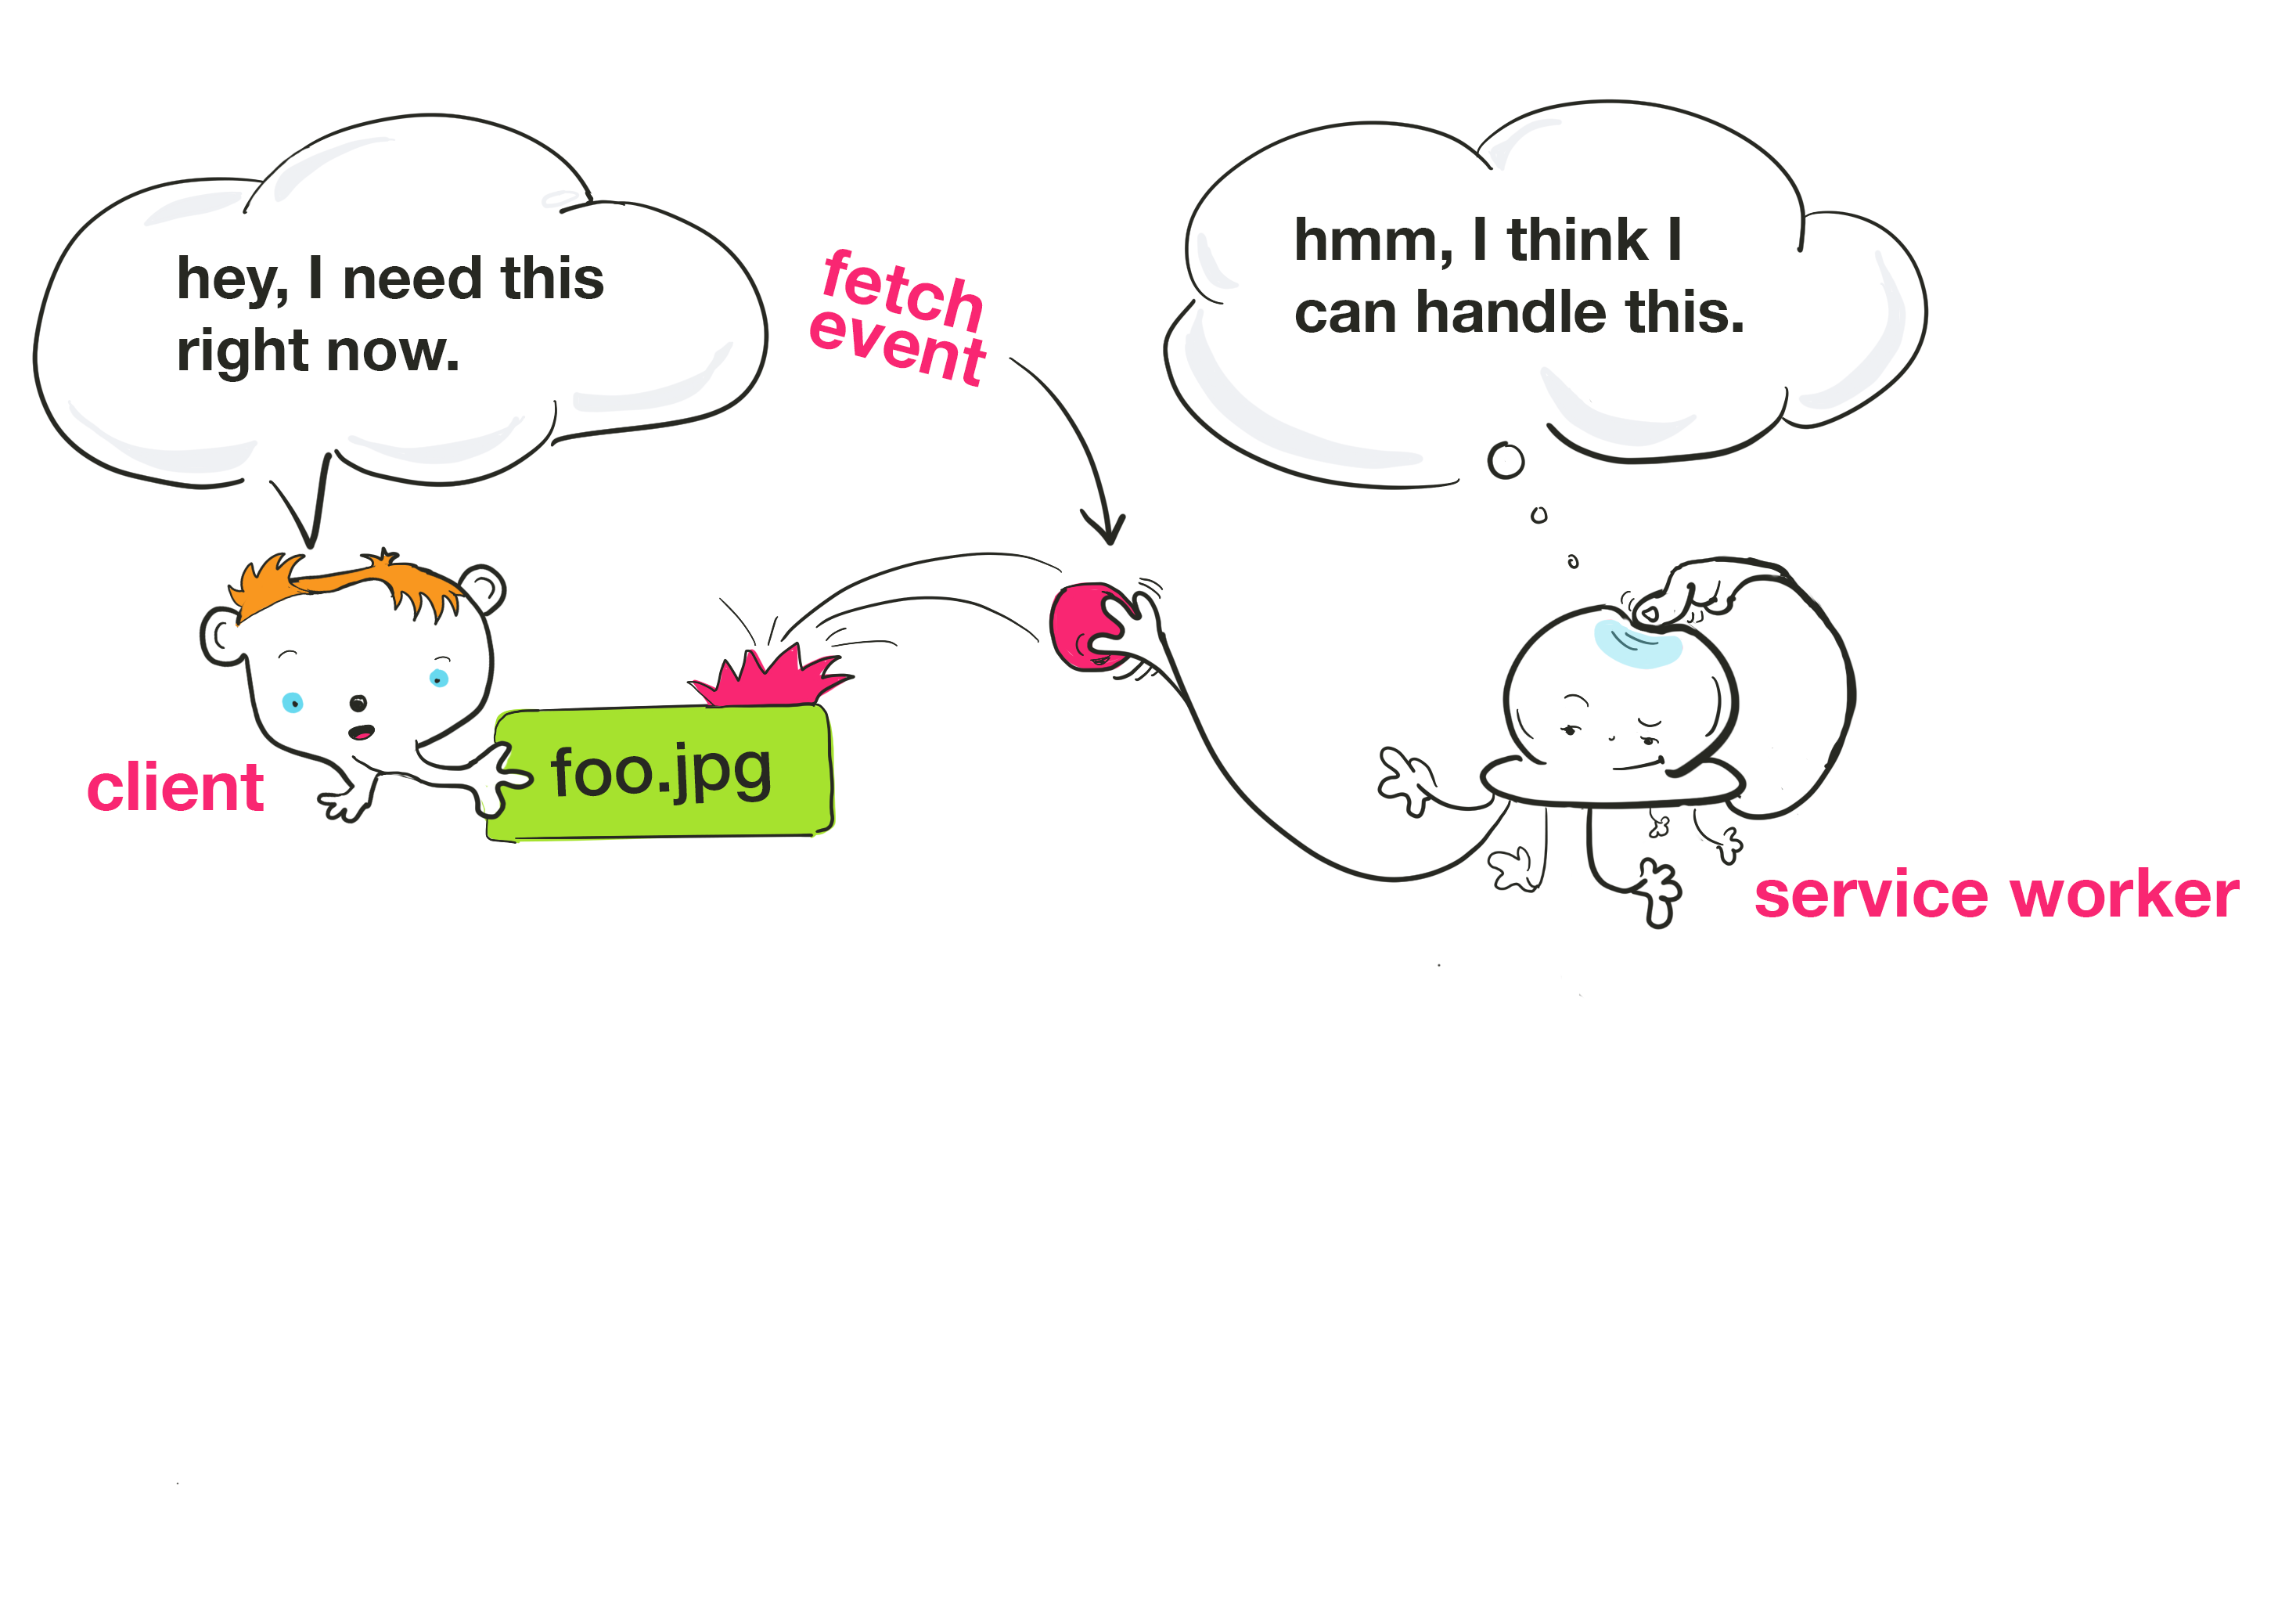 hey, I need this
right now.
fetch
event
hmm, I think I
can handle this.
client
foo.jpg
service worker